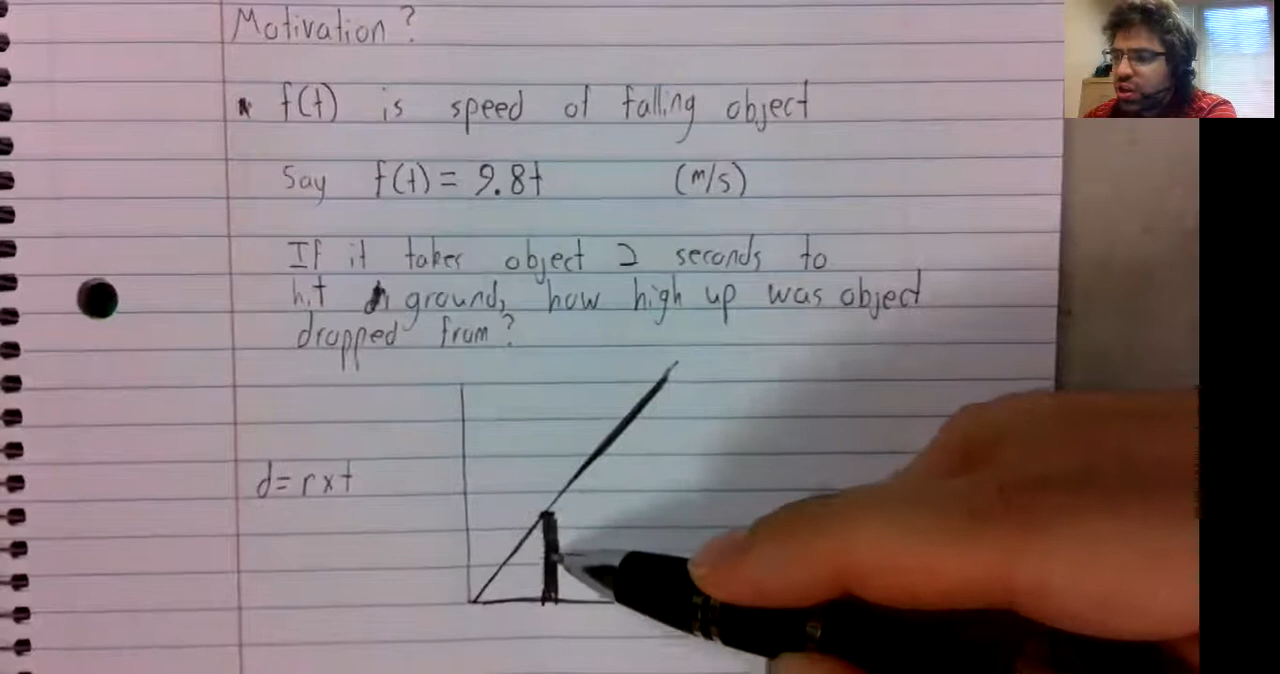 Motivation?
f(t) is speed of falling object
Say f(t) = 9.8t (m/s)
If it takes object 2 seconds to
hit ground, how high up was object
dropped from?
d = r x t